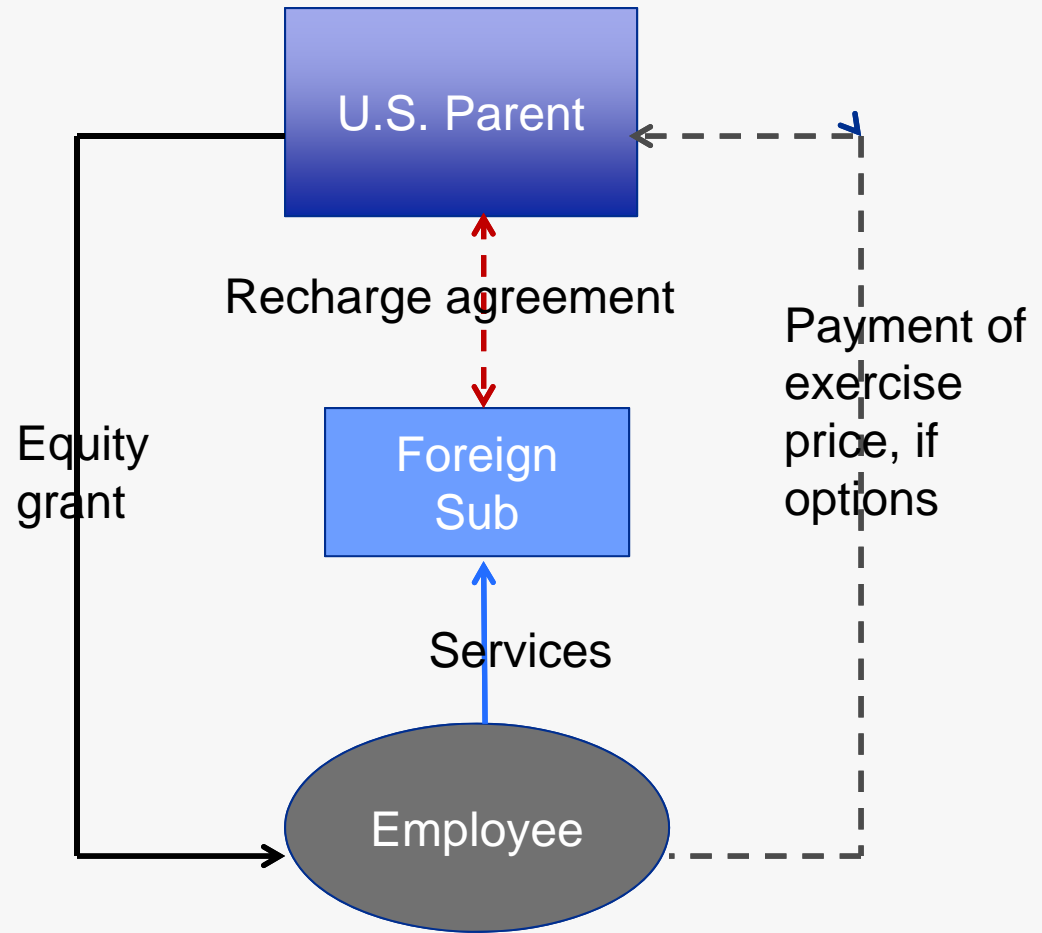 U.S. Parent
Recharge agreement
Payment of
exercise
price, if
options
Equity
grant
Foreign
Sub
Services
Employee